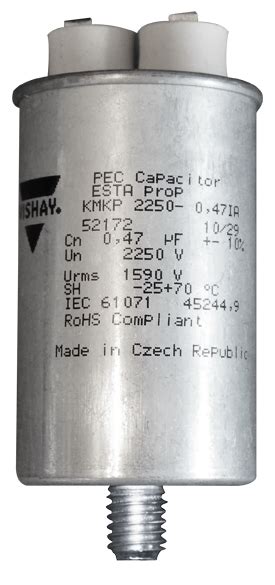 PEC CaPacitor
ESTA ProP
KMKP 2250- 0,47IA
52172 10/29
Cn 0,47 µF +- 10%
Un 2250 V
Urms 1590 V
SH -25+70 °C
IEC 61071 45244,9
RoHS ComPliant
Made in Czech RePublic
ISHAY.